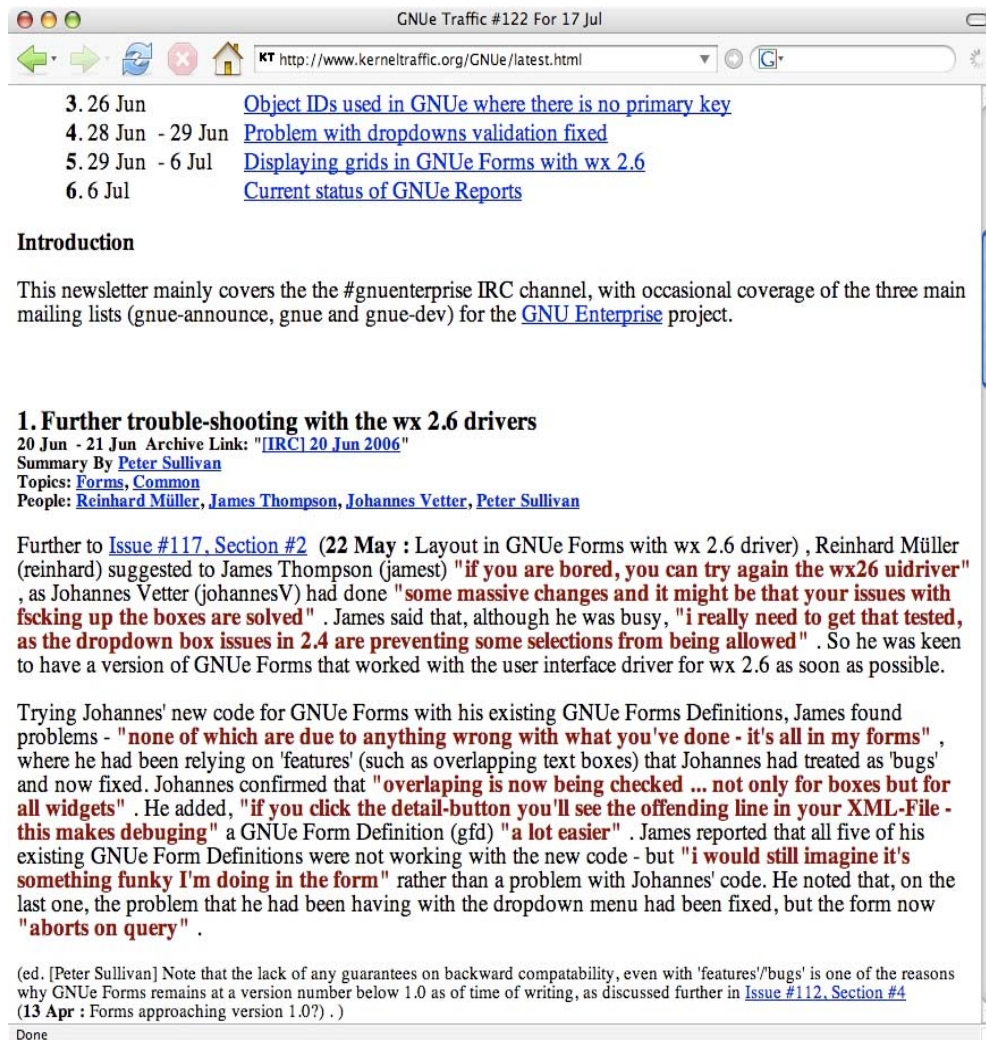 GNUe Traffic #122 For 17 Jul
KT http://www.kerneltraffic.org/GNUe/latest.html
G
3. 26 Jun Object IDs used in GNUe where there is no primary key
4. 28 Jun - 29 Jun Problem with dropdowns validation fixed
5. 29 Jun - 6 Jul Displaying grids in GNUe Forms with wx 2.6
6. 6 Jul Current status of GNUe Reports
Introduction
This newsletter mainly covers the the #gnuenterprise IRC channel, with occasional coverage of the three main
mailing lists (gnue-announce, gnue and gnue-dev) for the GNU Enterprise project.
1. Further trouble-shooting with the wx 2.6 drivers
20 Jun - 21 Jun Archive Link: "[IRC] 20 Jun 2006"
Summary By Peter Sullivan
Topics: Forms, Common
People: Reinhard Müller, James Thompson, Johannes Vetter, Peter Sullivan
Further to Issue #117, Section #2 (22 May : Layout in GNUe Forms with wx 2.6 driver) , Reinhard Müller
(reinhard) suggested to James Thompson (jamest) "if you are bored, you can try again the wx26 uidriver"
, as Johannes Vetter (johannesV) had done "some massive changes and it might be that your issues with
fscking up the boxes are solved" . James said that, although he was busy, "i really need to get that tested,
as the dropdown box issues in 2.4 are preventing some selections from being allowed" . So he was keen
to have a version of GNUe Forms that worked with the user interface driver for wx 2.6 as soon as possible.
Trying Johannes' new code for GNUe Forms with his existing GNUe Forms Definitions, James found
problems - "none of which are due to anything wrong with what you've done - it's all in my forms" ,
where he had been relying on 'features' (such as overlapping text boxes) that Johannes had treated as 'bugs'
and now fixed. Johannes confirmed that "overlaping is now being checked ... not only for boxes but for
all widgets" . He added, "if you click the detail-button you'll see the offending line in your XML-File -
this makes debuging" a GNUe Form Definition (gfd) "a lot easier" . James reported that all five of his
existing GNUe Form Definitions were not working with the new code - but "i would still imagine it's
something funky I'm doing in the form" rather than a problem with Johannes' code. He noted that, on the
last one, the problem that he had been having with the dropdown menu had been fixed, but the form now
"aborts on query" .
(ed. [Peter Sullivan] Note that the lack of any guarantees on backward compatability, even with 'features'/'bugs' is one of the reasons
why GNUe Forms remains at a version number below 1.0 as of time of writing, as discussed further in Issue #112, Section #4
(13 Apr : Forms approaching version 1.0?) . )
Done